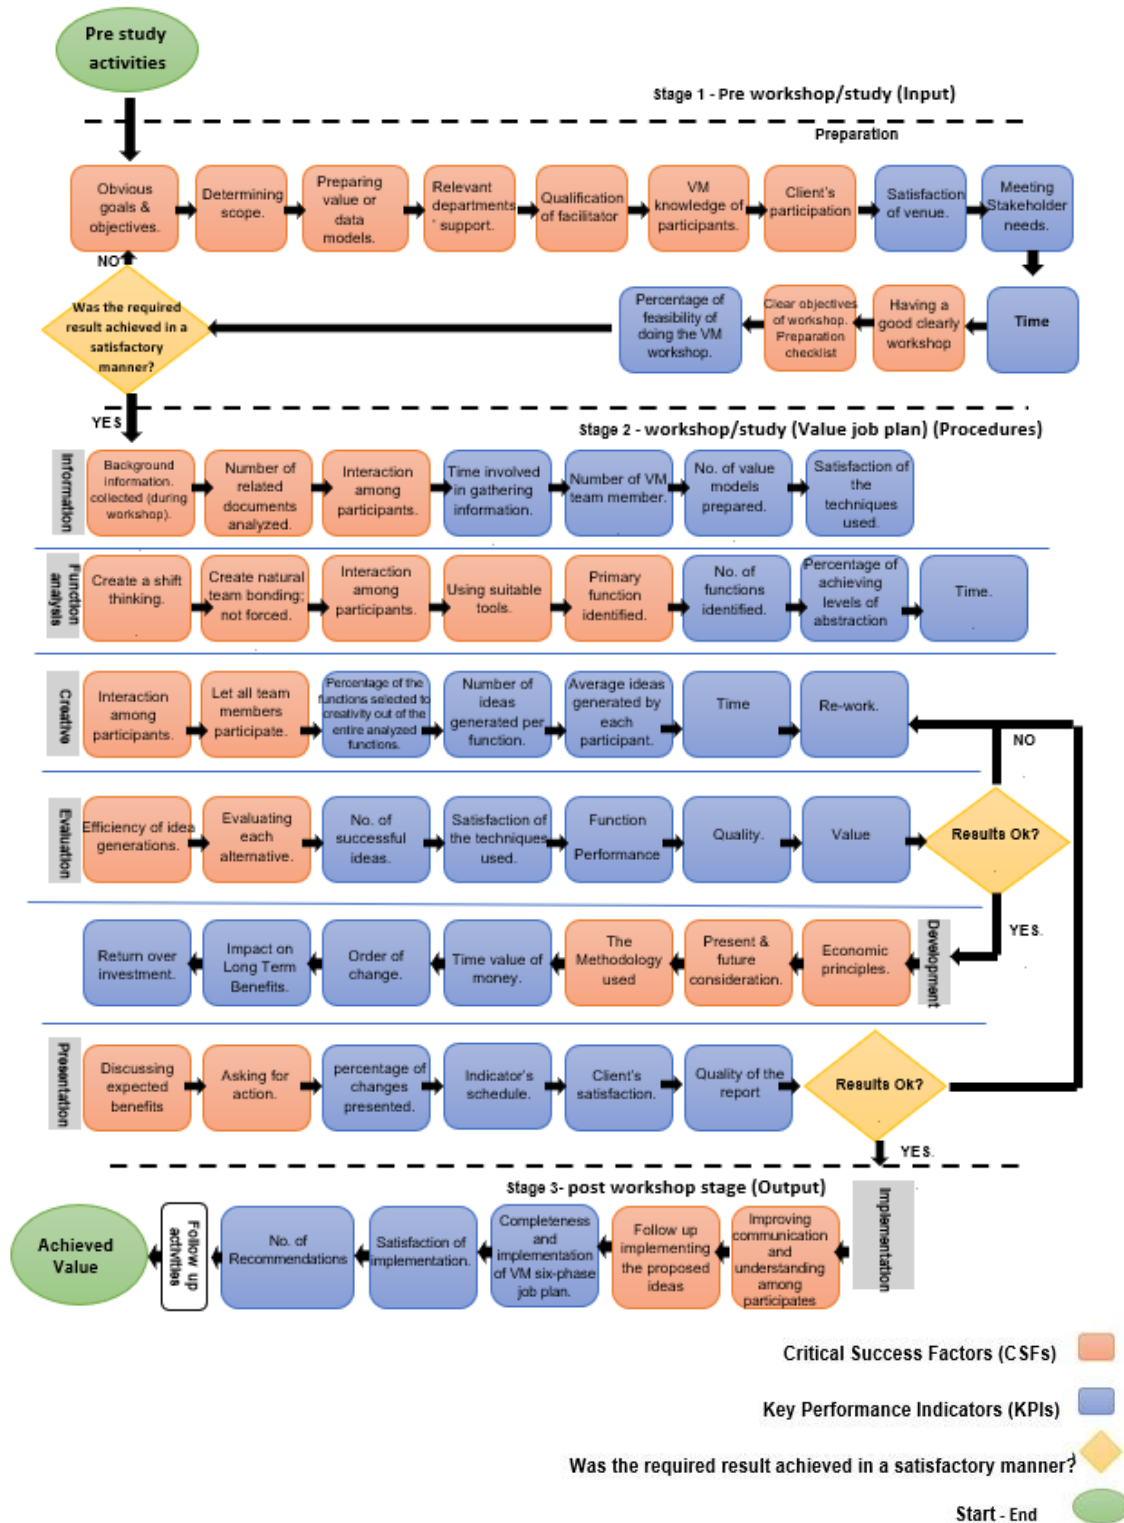 Pre study
activities
Stage 1 - Pre workshop/study (Input)
Preparation
Obvious
goals &
objectives.
Determining
scope.
Preparing
value or
data
models.
Relevant
departments
' support.
Qualification
of facilitator
VM
knowledge of
participants.
Client's
participation
Satisfaction
of venue.
Meeting
Stakeholder
needs.
NO
Was the required
result achieved in a
satisfactory
manner?
Percentage of
feasibility of
doing the VM
workshop.
Clear objectives
of workshop.
Preparation
checklist
Having a
good clearly
workshop
Time
YES
Stage 2 - workshop/study (Value job plan) (Procedures)
Information
Background
information.
collected (during
workshop).
Number of
related
documents
analyzed.
Interaction
among
participants.
Time involved
in gathering
information.
Number of VM
team member.
No. of value
models
prepared.
Satisfaction of
the
techniques
used.
Function
analysis
Create a shift
thinking.
Create natural
team bonding;
not forced.
Interaction
among
participants.
Using suitable
tools.
Primary
function
identified.
No. of
functions
identified.
Percentage of
achieving
levels of
abstraction
Time.
Creative
Interaction
among
participants.
Let all team
members
participate.
Percentage of the
functions selected to
creativity out of the
entire analyzed
functions.
Number of
ideas
generated per
function.
Average ideas
generated by
each
participant.
Time
Re-work.
NO
Evaluation
Efficiency of idea
generations.
Evaluating
each
alternative.
No. of
successful
ideas.
Satisfaction of
the techniques
used.
Function
Performance
Quality.
Value
Results Ok?
YES.
Return over
investment.
Impact on
Long Term
Benefits.
Order of
change.
Time value of
money.
The
Methodology
used
Present &
future
consideration.
Economic
principles.
Development
Presentation
Discussing
expected
benefits
Asking for
action.
percentage of
changes
presented.
Indicator's
schedule.
Client's
satisfaction.
Quality of the
report
Results Ok?
YES.
Stage 3- post workshop stage (Output)
Achieved
Value
Follow up
activities
No. of
Recommendations
Satisfaction of
implementation.
Completeness
and
implementation
of VM six-phase
job plan.
Follow up
implementing
the proposed
ideas
Improving
communication
and
understanding
among
participates
Implementation
Critical Success Factors (CSFs)
Key Performance Indicators (KPIs)
Was the required result achieved in a satisfactory manner?
Start - End